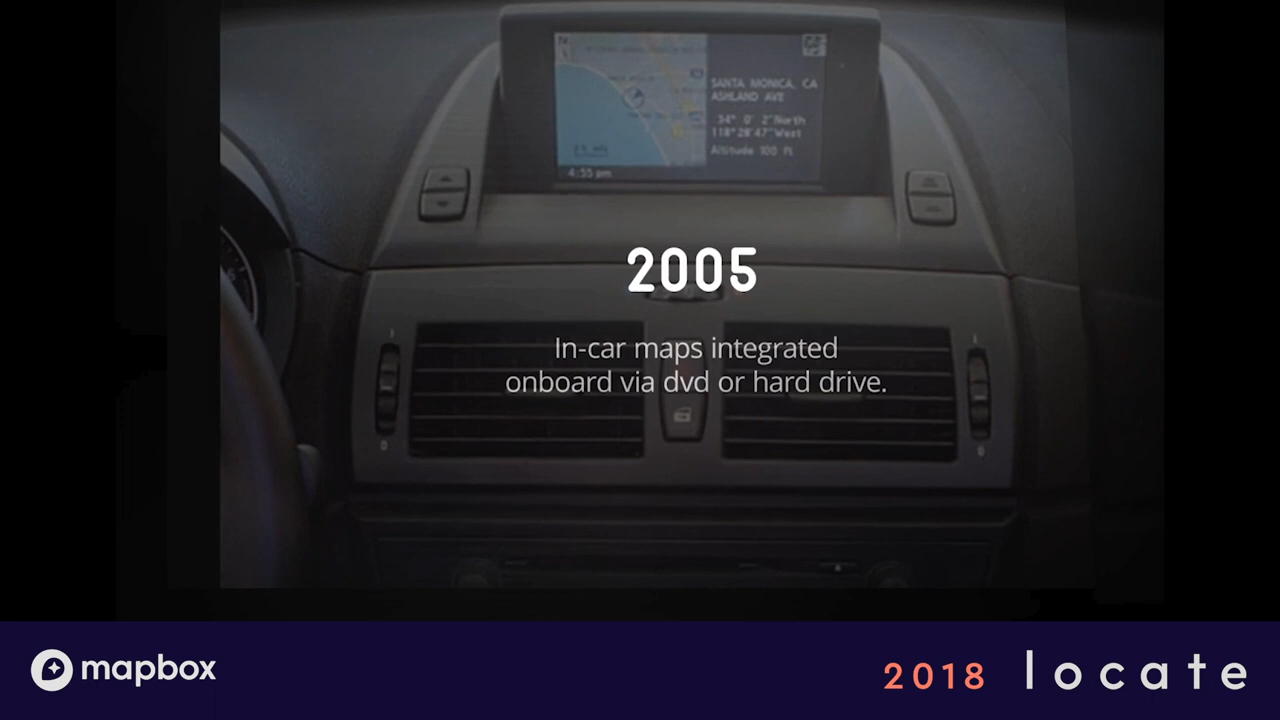 N
SANTA MONICA, CA
ASHLAND AVE
34° 0' 2"North
118°28'47"West
Altitude 100 ft
4:55 pm
2005
In-car maps integrated
onboard via dvd or hard drive.
mapbox
2018 locate